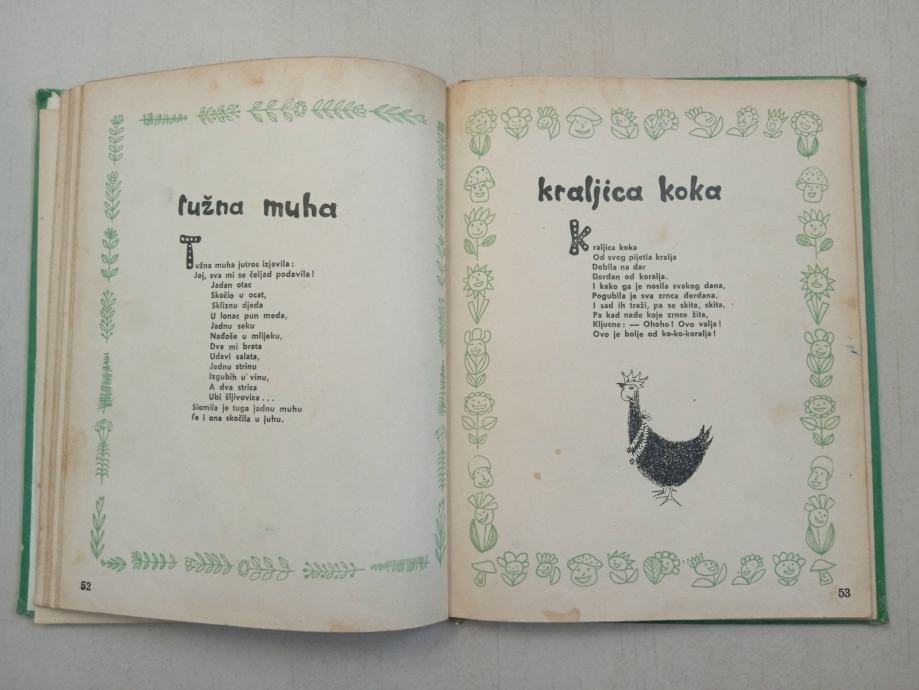 tužna muha
Tužna muha jutros izjavila:
Joj, sva mi se čeljad podavila!
Jadan otac
Skočio u ocat,
Skliznu djeda
U lonac pun meda,
Jadnu seku
Nađoše u mlijeku,
Dva mi brata
Udavi salata,
Jednu strinu
Izgubih u vinu,
A dva strica
Ubi šljivovica...
Slomila je tuga jadnu muhu
Te i ona skočila u juhu.
52
kraljica koka
Kraljica koka
Od svog pijetla kralja
Dobila na dar
Đerdan od koralja.
I kako ga je nosila svakog dana,
Pogubila je sva zrnca đerdana,
I sad ih traži, pa se skita, skita,
Pa kad nađe koje zrnce žita,
Kljucne: — Ohoho! Ovo valja!
Ovo je bolje od ko-ko-koralja!
53